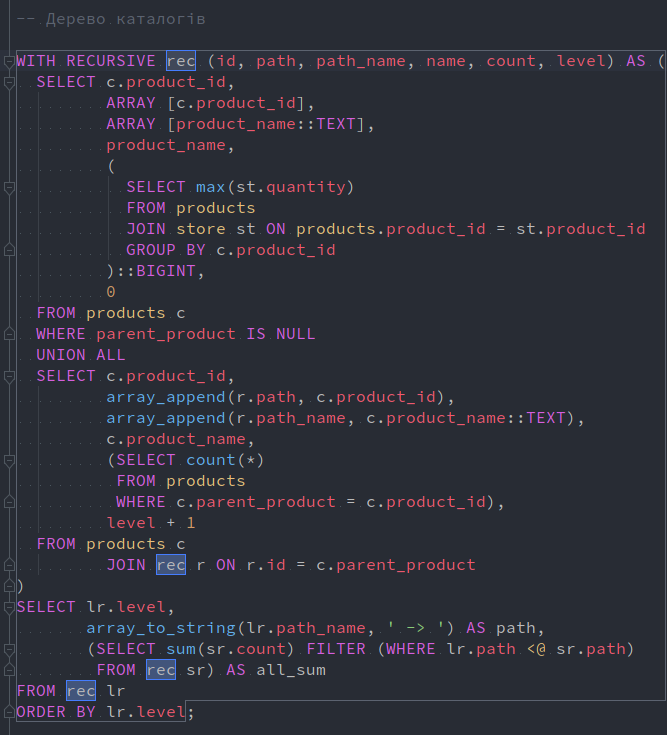 -- Дерево каталогів
WITH RECURSIVE rec (id, path, path_name, name, count, level) AS (
SELECT c.product_id,
ARRAY [c.product_id],
ARRAY [product_name::TEXT],
product_name,
(
SELECT max(st.quantity)
FROM products
JOIN store st ON products.product_id = st.product_id
GROUP BY c.product_id
)::BIGINT,
0
FROM products c
WHERE parent_product IS NULL
UNION ALL
SELECT c.product_id,
array_append(r.path, c.product_id),
array_append(r.path_name, c.product_name::TEXT),
c.product_name,
(SELECT count(*)
FROM products
WHERE c.parent_product = c.product_id),
level + 1
FROM products c
JOIN rec r ON r.id = c.parent_product
)
SELECT lr.level,
array_to_string(lr.path_name, ' -> ') AS path,
(SELECT sum(sr.count) FILTER (WHERE lr.path <@ sr.path)
FROM rec sr) AS all_sum
FROM rec lr
ORDER BY lr.level;